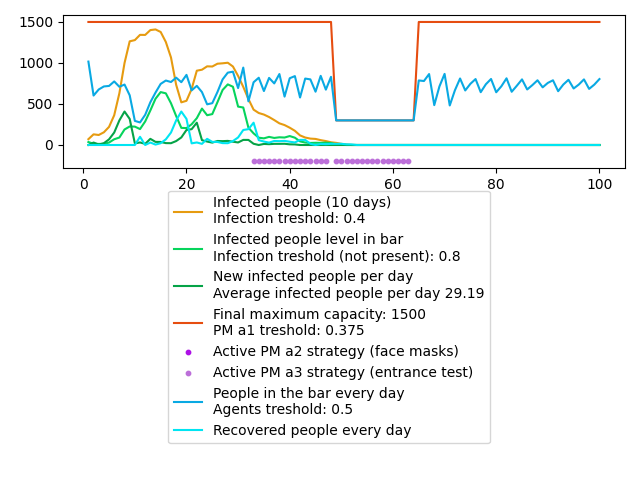 1500
1000
500
0
0 20 40 60 80 100
Infected people (10 days)
Infection treshold: 0.4
Infected people level in bar
Infection treshold (not present): 0.8
New infected people per day
Average infected people per day 29.19
Final maximum capacity: 1500
PM a1 treshold: 0.375
Active PM a2 strategy (face masks)
Active PM a3 strategy (entrance test)
People in the bar every day
Agents treshold: 0.5
Recovered people every day